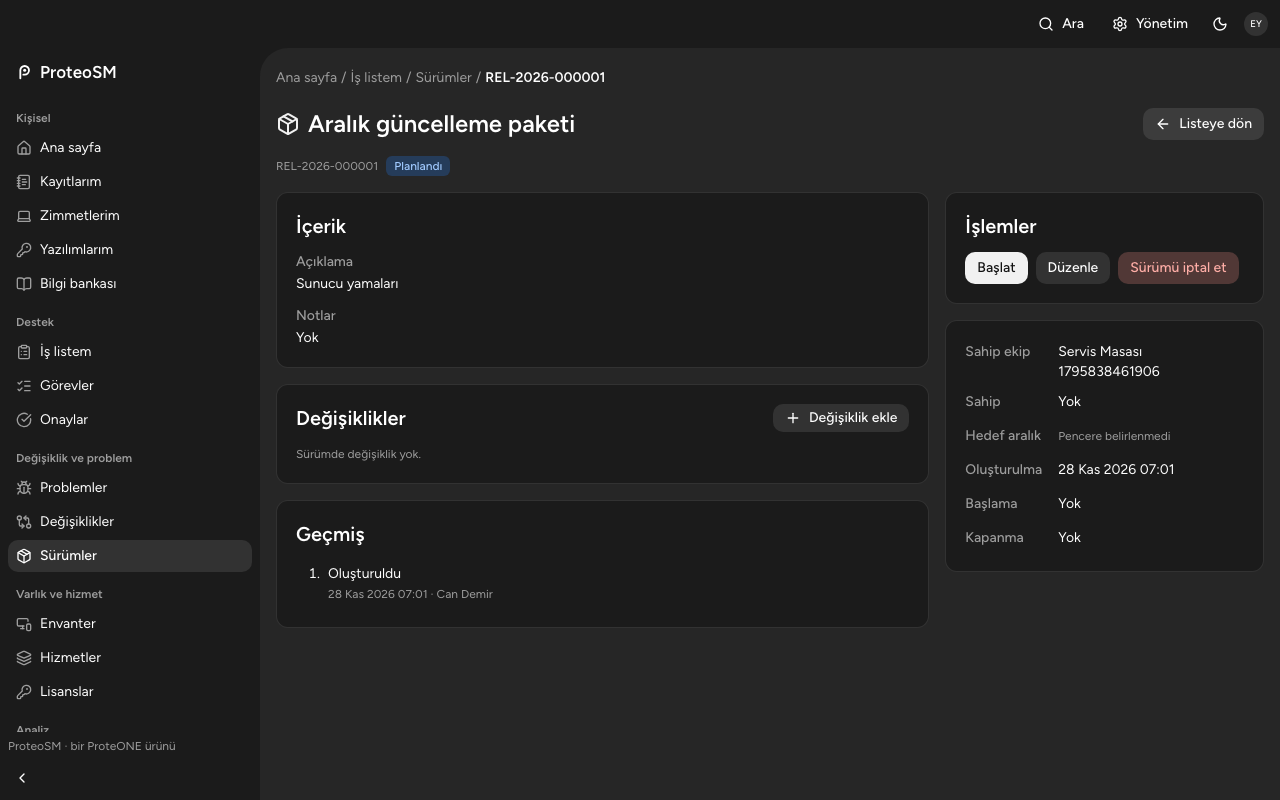 Ara
Yönetim
EY
ProteoSM
Kişisel
Ana sayfa
Kayıtlarım
Zimmetlerim
Yazılımlarım
Bilgi bankası
Destek
İş listem
Görevler
Onaylar
Değişiklik ve problem
Problemler
Değişiklikler
Sürümler
Varlık ve hizmet
Envanter
Hizmetler
Lisanslar
Analiz
ProteoSM · bir ProteONE ürünü
Ana sayfa / İş listem / Sürümler / REL-2026-000001
Aralık güncelleme paketi
Listeye dön
REL-2026-000001 Planlandı
İçerik
Açıklama
Sunucu yamaları
Notlar
Yok
Değişiklikler
Değişiklik ekle
Sürümde değişiklik yok.
Geçmiş
1. Oluşturuldu
28 Kas 2026 07:01 · Can Demir
İşlemler
Başlat Düzenle Sürümü iptal et
Sahip ekip Servis Masası
1795838461906
Sahip Yok
Hedef aralık Pencere belirlenmedi
Oluşturulma 28 Kas 2026 07:01
Başlama Yok
Kapanma Yok